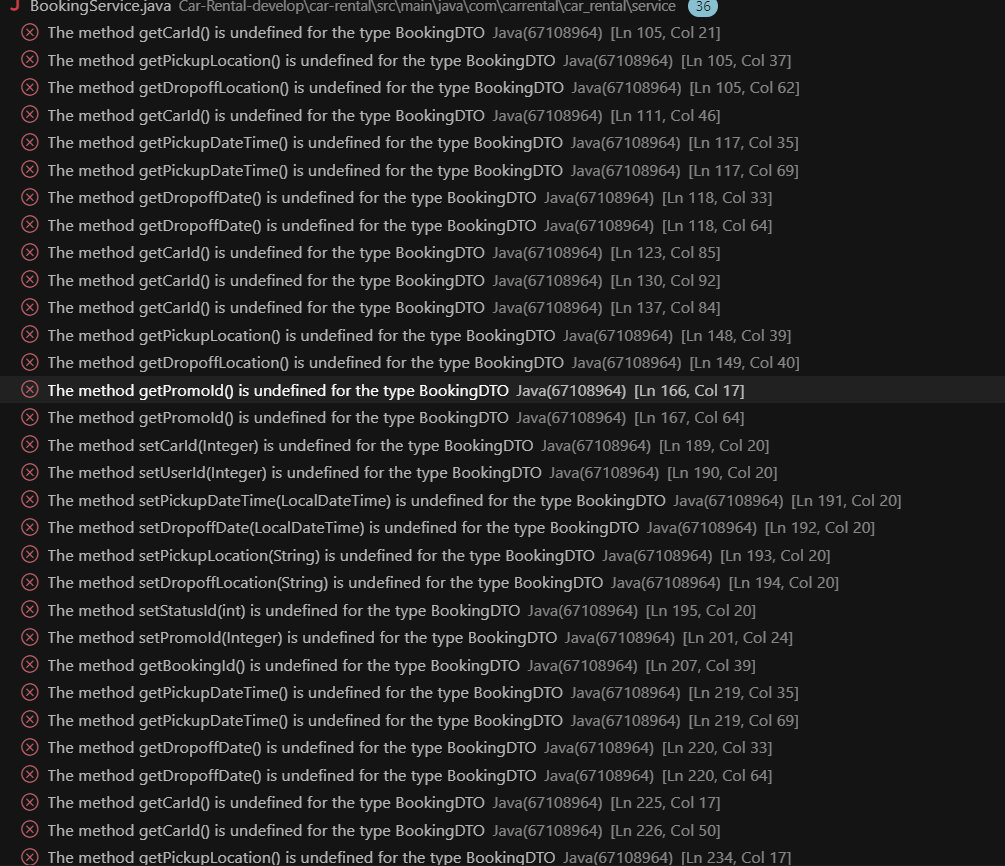 BookingService.java Car-Rental-develop\car-rental\src\main\java\com\carrental\car_rental\service 36
The method getCarId() is undefined for the type BookingDTO Java(67108964) [Ln 105, Col 21]
The method getPickupLocation() is undefined for the type BookingDTO Java(67108964) [Ln 105, Col 37]
The method getDropoffLocation() is undefined for the type BookingDTO Java(67108964) [Ln 105, Col 62]
The method getCarId() is undefined for the type BookingDTO Java(67108964) [Ln 111, Col 46]
The method getPickupDateTime() is undefined for the type BookingDTO Java(67108964) [Ln 117, Col 35]
The method getPickupDateTime() is undefined for the type BookingDTO Java(67108964) [Ln 117, Col 69]
The method getDropoffDate() is undefined for the type BookingDTO Java(67108964) [Ln 118, Col 33]
The method getDropoffDate() is undefined for the type BookingDTO Java(67108964) [Ln 118, Col 64]
The method getCarId() is undefined for the type BookingDTO Java(67108964) [Ln 123, Col 85]
The method getCarId() is undefined for the type BookingDTO Java(67108964) [Ln 130, Col 92]
The method getCarId() is undefined for the type BookingDTO Java(67108964) [Ln 137, Col 84]
The method getPickupLocation() is undefined for the type BookingDTO Java(67108964) [Ln 148, Col 39]
The method getDropoffLocation() is undefined for the type BookingDTO Java(67108964) [Ln 149, Col 40]
The method getPromoId() is undefined for the type BookingDTO Java(67108964) [Ln 166, Col 17]
The method getPromoId() is undefined for the type BookingDTO Java(67108964) [Ln 167, Col 64]
The method setCarId(Integer) is undefined for the type BookingDTO Java(67108964) [Ln 189, Col 20]
The method setUserId(Integer) is undefined for the type BookingDTO Java(67108964) [Ln 190, Col 20]
The method setPickupDateTime(LocalDateTime) is undefined for the type BookingDTO Java(67108964) [Ln 191, Col 20]
The method setDropoffDate(LocalDateTime) is undefined for the type BookingDTO Java(67108964) [Ln 192, Col 20]
The method setPickupLocation(String) is undefined for the type BookingDTO Java(67108964) [Ln 193, Col 20]
The method setDropoffLocation(String) is undefined for the type BookingDTO Java(67108964) [Ln 194, Col 20]
The method setStatusId(int) is undefined for the type BookingDTO Java(67108964) [Ln 195, Col 20]
The method setPromoId(Integer) is undefined for the type BookingDTO Java(67108964) [Ln 201, Col 24]
The method getBookingId() is undefined for the type BookingDTO Java(67108964) [Ln 207, Col 39]
The method getPickupDateTime() is undefined for the type BookingDTO Java(67108964) [Ln 219, Col 35]
The method getPickupDateTime() is undefined for the type BookingDTO Java(67108964) [Ln 219, Col 69]
The method getDropoffDate() is undefined for the type BookingDTO Java(67108964) [Ln 220, Col 33]
The method getDropoffDate() is undefined for the type BookingDTO Java(67108964) [Ln 220, Col 64]
The method getCarId() is undefined for the type BookingDTO Java(67108964) [Ln 225, Col 17]
The method getCarId() is undefined for the type BookingDTO Java(67108964) [Ln 226, Col 50]
The method getPickupLocation() is undefined for the type BookingDTO Java(67108964) [Ln 234, Col 17]